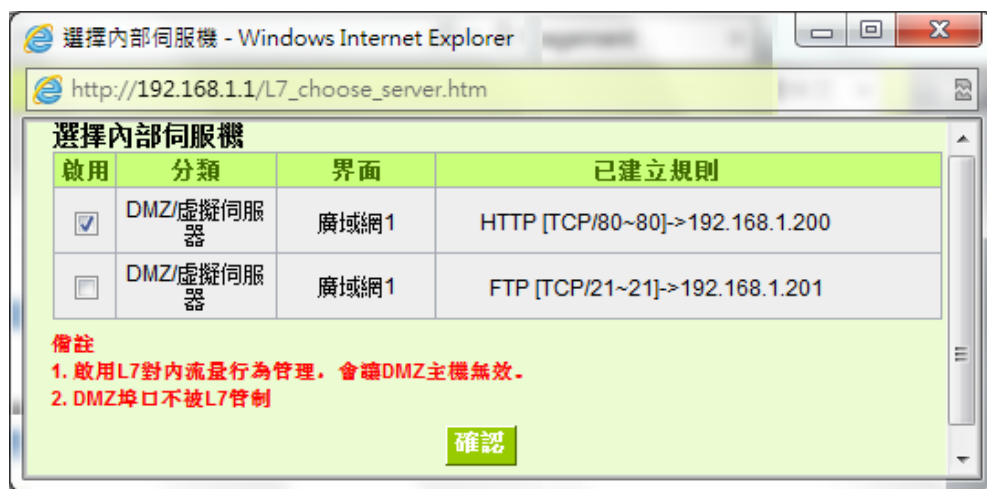 選擇內部伺服機 - Windows Internet Explorer
http://192.168.1.1/L7_choose_server.htm
選擇內部伺服機
啟用 分類 界面 已建立規則
DMZ/虛擬伺服器 廣域網1 HTTP [TCP/80~80]->192.168.1.200
DMZ/虛擬伺服器 廣域網1 FTP [TCP/21~21]->192.168.1.201
備註
1. 啟用L7對內流量行為管理，會讓DMZ主機無效。
2. DMZ埠口不被L7管制
確認